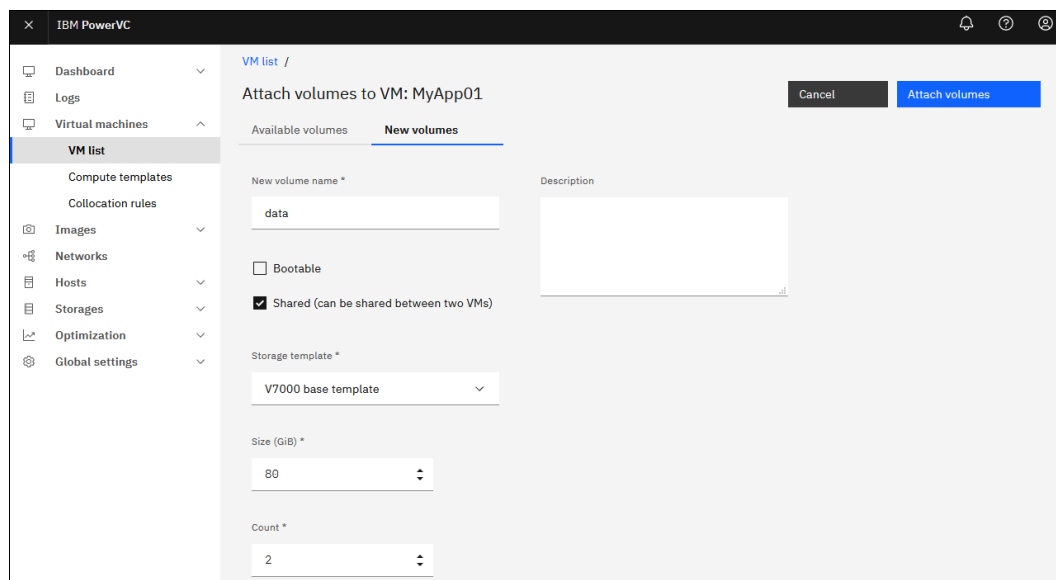 IBM PowerVC
Dashboard
Logs
Virtual machines
VM list
Compute templates
Collocation rules
Images
Networks
Hosts
Storages
Optimization
Global settings
VM list /
Attach volumes to VM: MyApp01
Cancel
Attach volumes
Available volumes
New volumes
New volume name *
data
Description
Bootable
Shared (can be shared between two VMs)
Storage template *
V7000 base template
Size (GiB) *
80
Count *
2